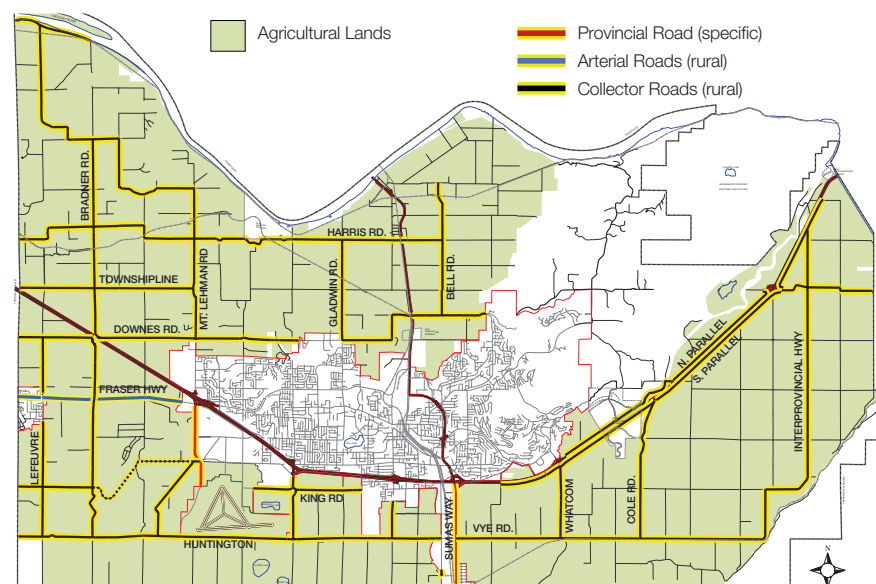 Agricultural Lands
Provincial Road (specific)
Arterial Roads (rural)
Collector Roads (rural)
BRADNER RD.
HARRIS RD.
MT. LEHMAN RD
GLADWIN RD.
BELL RD.
TOWNSHIPLINE
DOWNES RD.
N. PARALLEL
S. PARALLEL
INTERPROVINCIAL HWY
FRASER HWY
LEFEUVRE
KING RD
SUMAS WAY
VYE RD.
WHATCOM
COLE RD.
HUNTINGTON
N